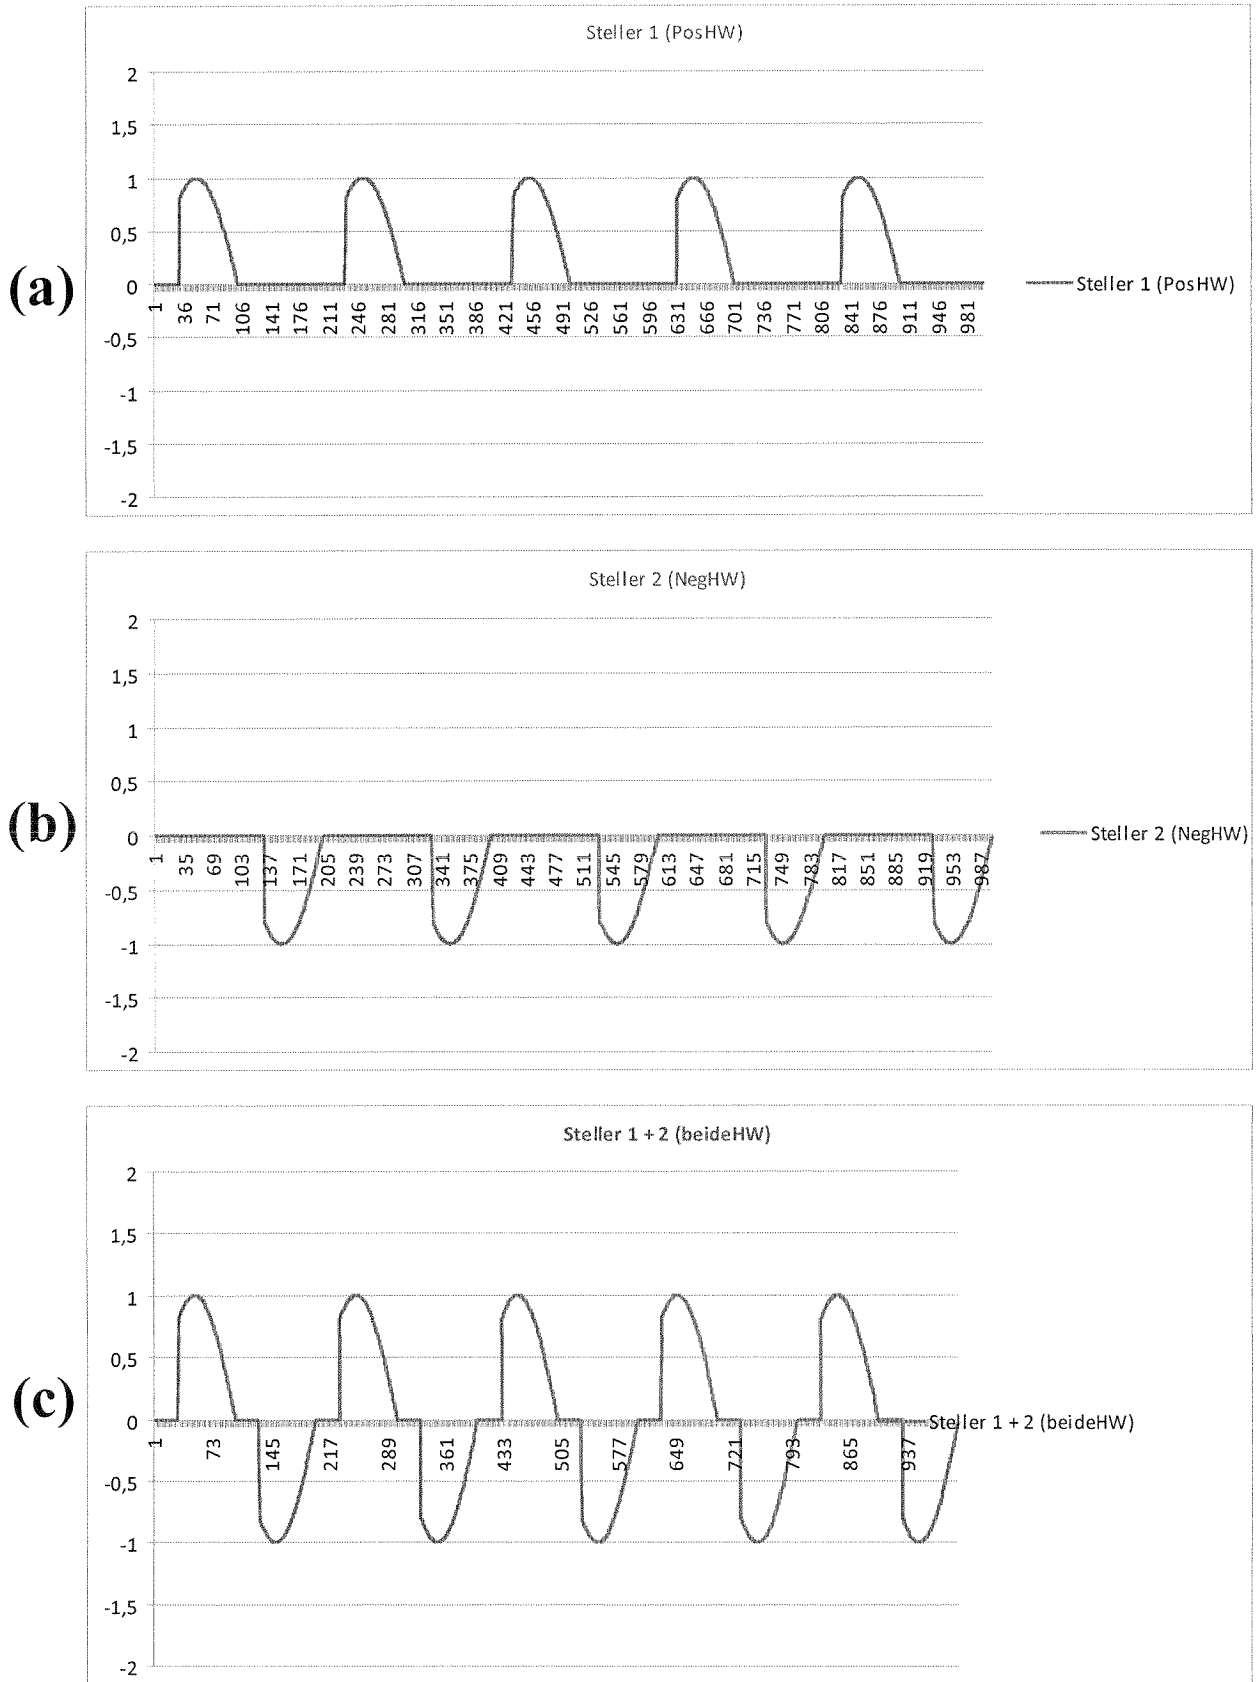 Steller 1 (PosHW)
2
1,5
1
0,5
0
-0,5
-1
-1,5
-2
1 36 71 106 141 176 211 246 281 316 351 386 421 456 491 526 561 596 631 666 701 736 771 806 841 876 911 946 981
Steller 1 (PosHW)
(a)
Steller 2 (NegHW)
2
1,5
1
0,5
0
-0,5
-1
-1,5
-2
1 35 69 103 137 171 205 239 273 307 341 375 409 443 477 511 545 579 613 647 681 715 749 783 817 851 885 919 953 987
Steller 2 (NegHW)
(b)
Steller 1 + 2 (beideHW)
2
1,5
1
0,5
0
-0,5
-1
-1,5
-2
1 73 145 217 289 361 433 505 577 649 721 793 865 937
Steller 1 + 2 (beideHW)
(c)